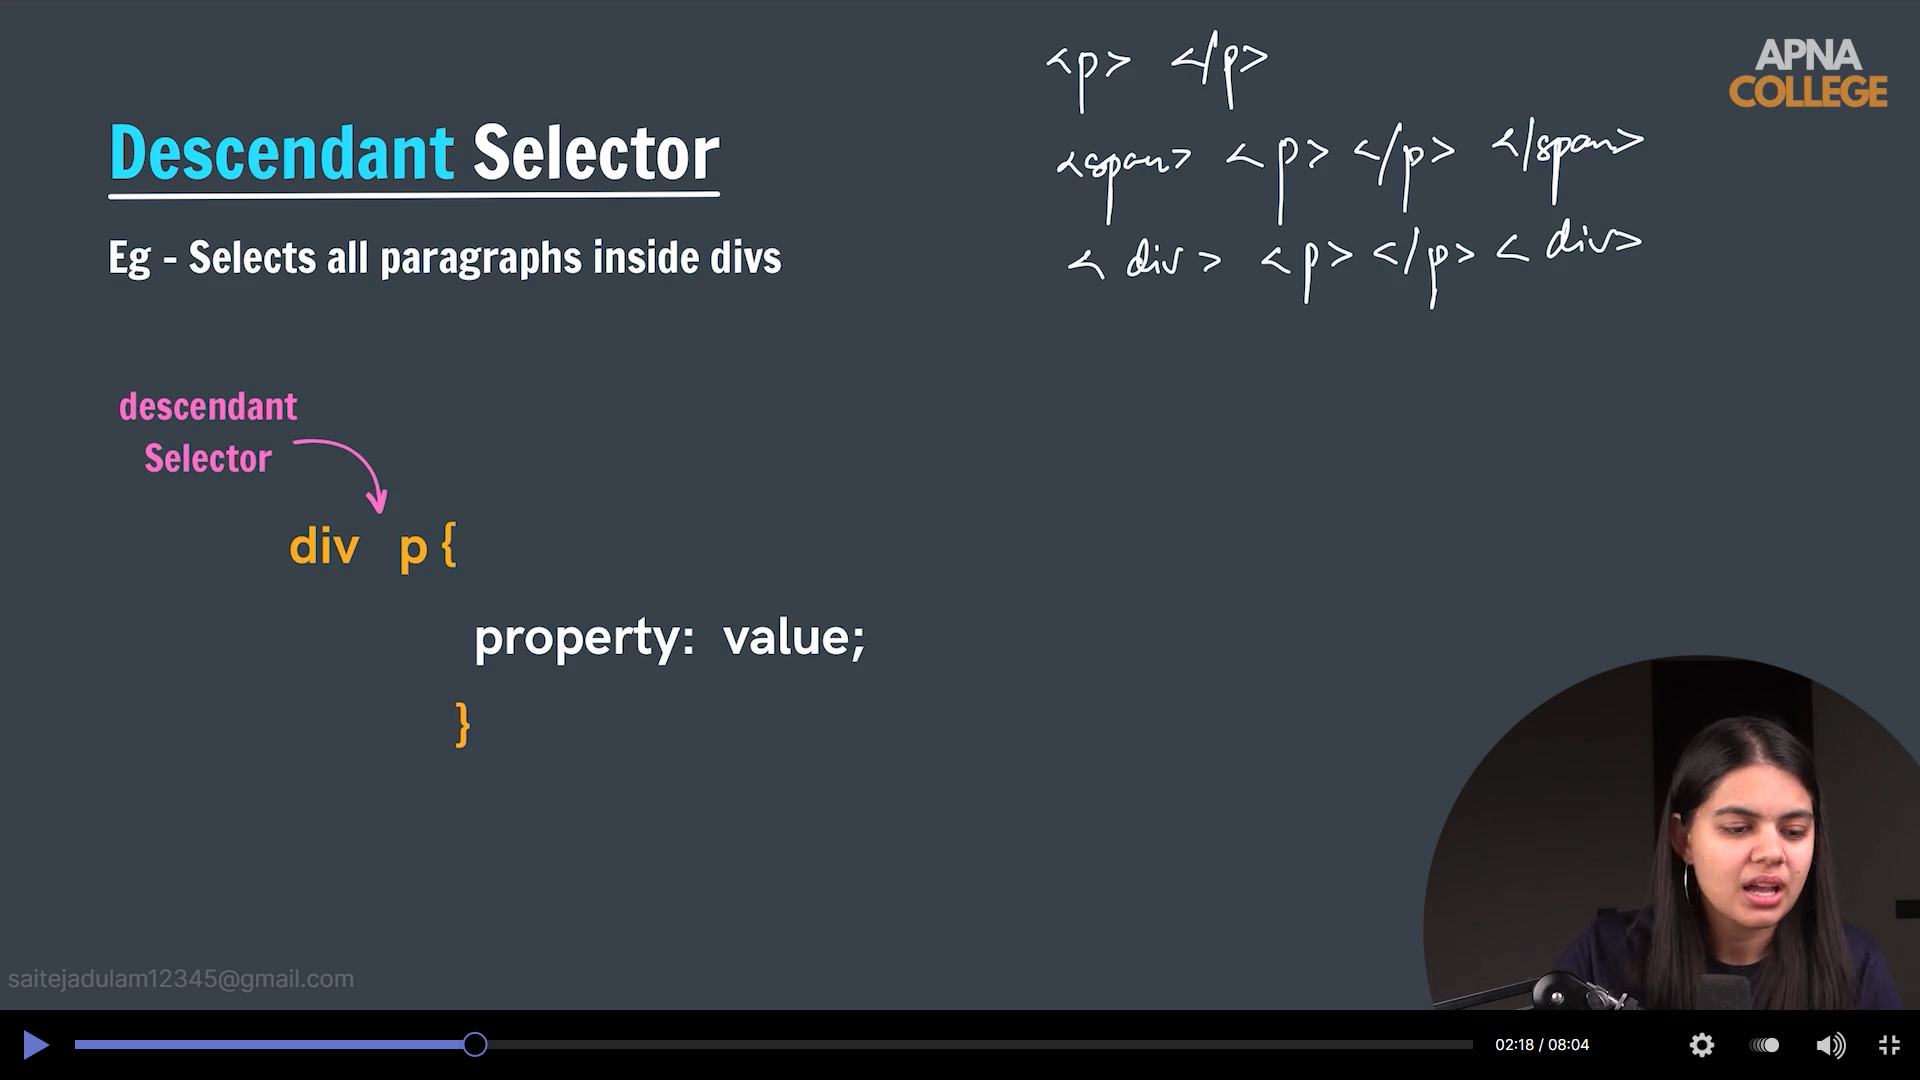 <p> </p>
APNA
COLLEGE
Descendant Selector
<span> <p> </p> </span>
Eg - Selects all paragraphs inside divs
<div> <p> </p> <div>
descendant
Selector
div p {
property: value;
}
saitejadulam12345@gmail.com
02:18 / 08:04